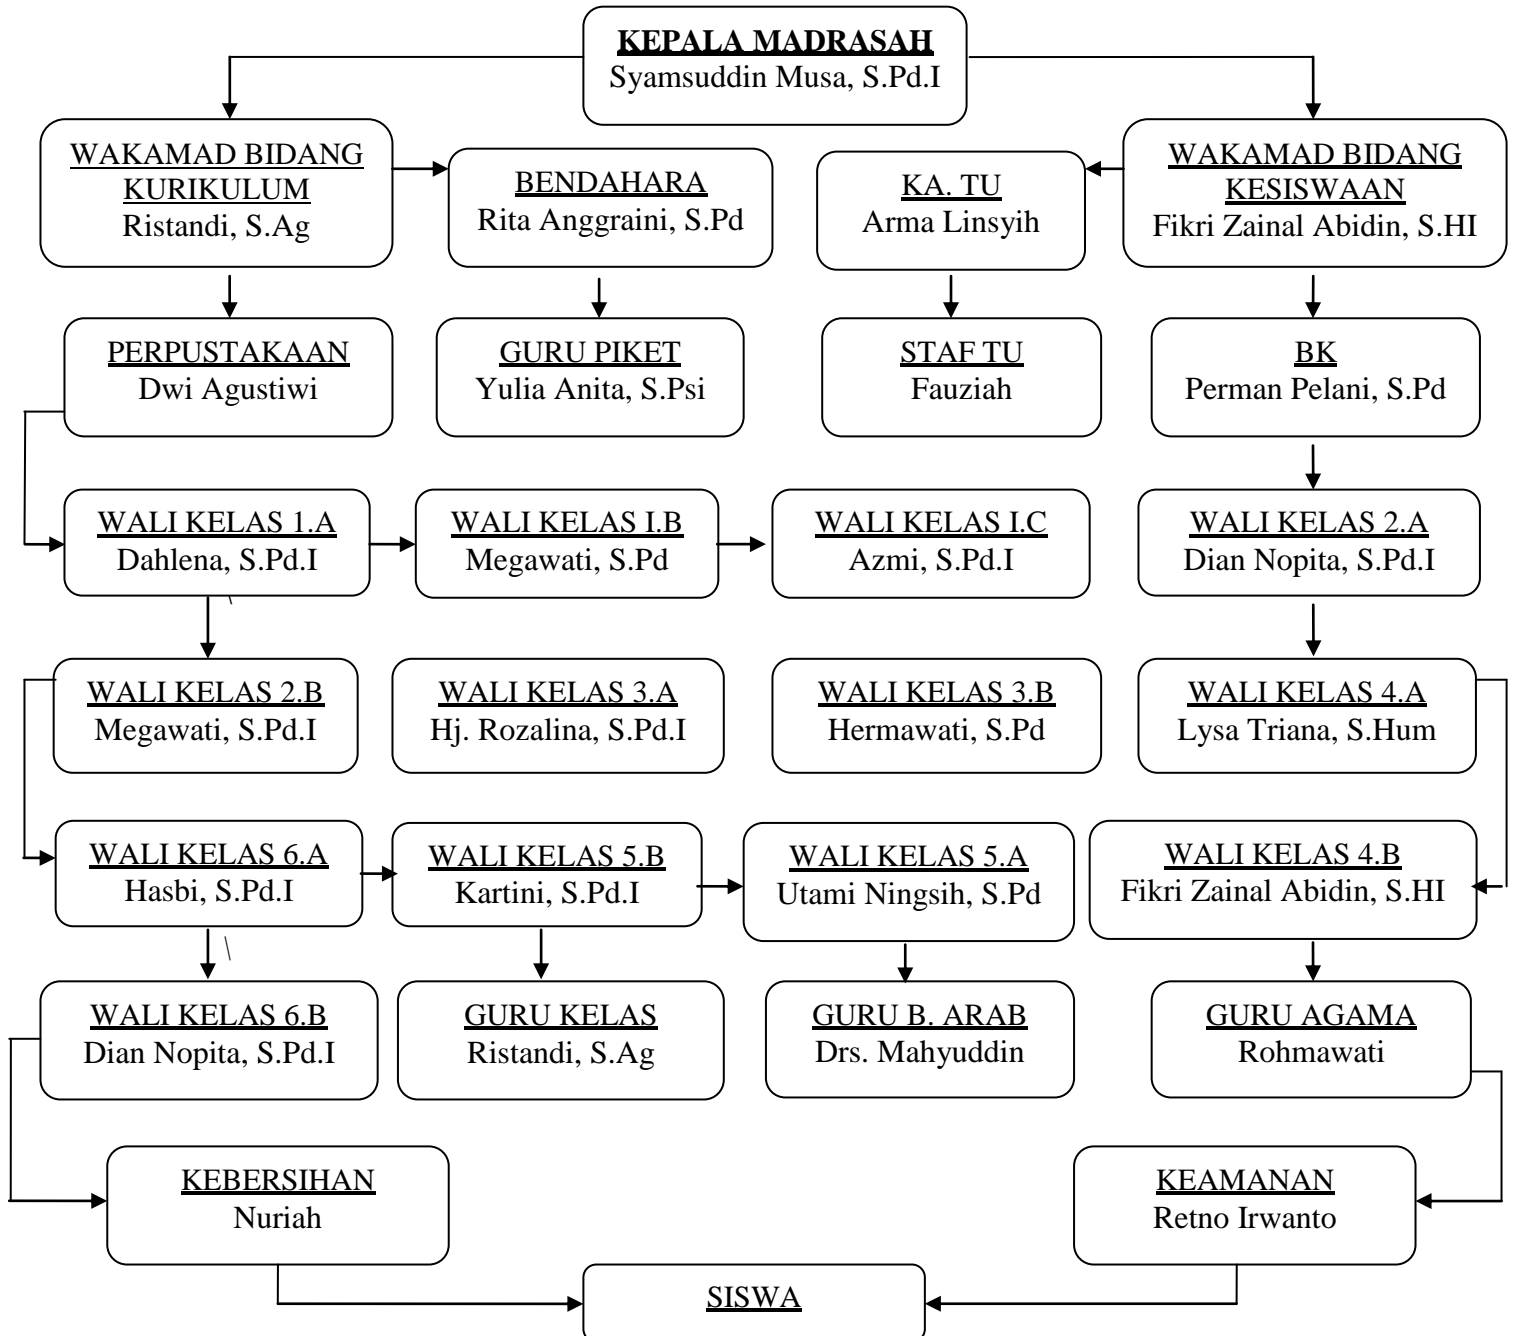 KEPALA MADRASAH
Syamsuddin Musa, S.Pd.I
WAKAMAD BIDANG
KURIKULUM
Ristandi, S.Ag
BENDAHARA
Rita Anggraini, S.Pd
KA. TU
Arma Linsyih
WAKAMAD BIDANG
KESISWAAN
Fikri Zainal Abidin, S.HI
PERPUSTAKAAN
Dwi Agustiwi
GURU PIKET
Yulia Anita, S.Psi
STAF TU
Fauziah
BK
Perman Pelani, S.Pd
WALI KELAS 1.A
Dahlena, S.Pd.I
WALI KELAS I.B
Megawati, S.Pd
WALI KELAS I.C
Azmi, S.Pd.I
WALI KELAS 2.A
Dian Nopita, S.Pd.I
\
WALI KELAS 2.B
Megawati, S.Pd.I
WALI KELAS 3.A
Hj. Rozalina, S.Pd.I
WALI KELAS 3.B
Hermawati, S.Pd
WALI KELAS 4.A
Lysa Triana, S.Hum
WALI KELAS 6.A
Hasbi, S.Pd.I
WALI KELAS 5.B
Kartini, S.Pd.I
WALI KELAS 5.A
Utami Ningsih, S.Pd
WALI KELAS 4.B
Fikri Zainal Abidin, S.HI
\
WALI KELAS 6.B
Dian Nopita, S.Pd.I
GURU KELAS
Ristandi, S.Ag
GURU B. ARAB
Drs. Mahyuddin
GURU AGAMA
Rohmawati
KEBERSIHAN
Nuriah
KEAMANAN
Retno Irwanto
SISWA